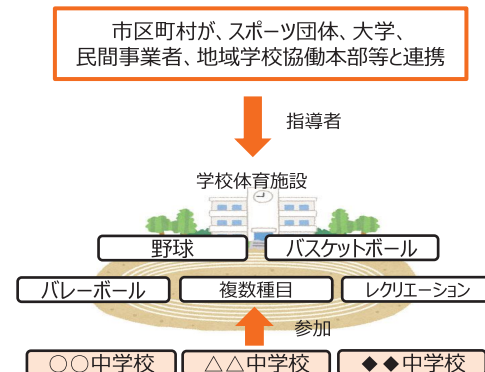 市区町村が、スポーツ団体、大学、
民間事業者、地域学校協働本部等と連携
指導者
学校体育施設
野球
バスケットボール
バレーボール
複数種目
レクリエーション
参加
○○中学校
△△中学校
◆◆中学校